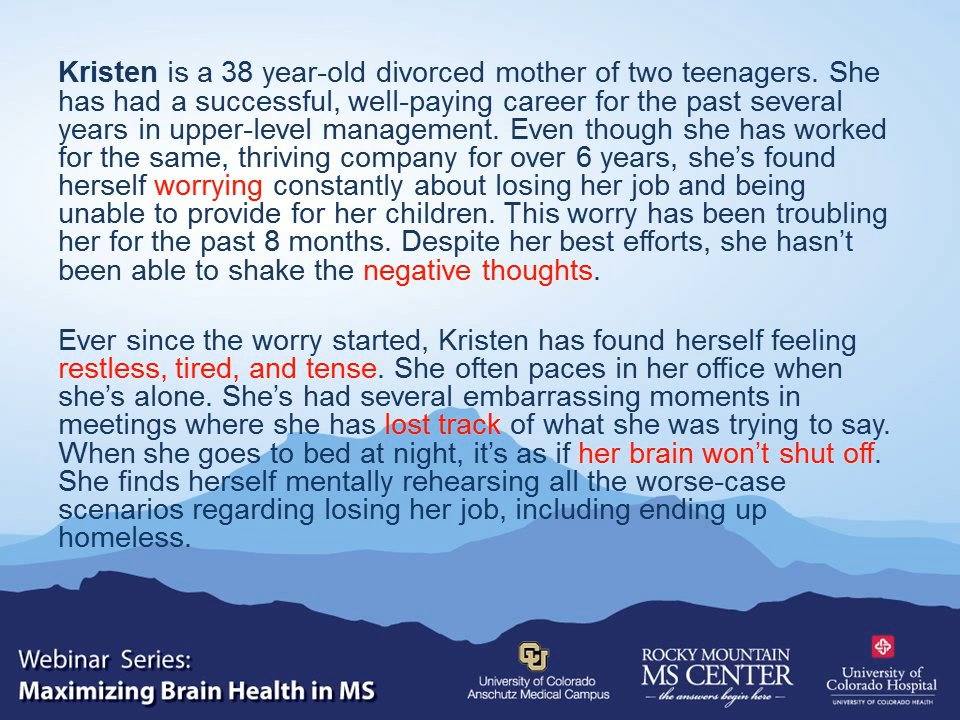 Kristen is a 38 year-old divorced mother of two teenagers. She
has had a successful, well-paying career for the past several
years in upper-level management. Even though she has worked
for the same, thriving company for over 6 years, she’s found
herself worrying constantly about losing her job and being
unable to provide for her children. This worry has been troubling
her for the past 8 months. Despite her best efforts, she hasn’t
been able to shake the negative thoughts.
Ever since the worry started, Kristen has found herself feeling
restless, tired, and tense. She often paces in her office when
she’s alone. She’s had several embarrassing moments in
meetings where she has lost track of what she was trying to say.
When she goes to bed at night, it’s as if her brain won’t shut off.
She finds herself mentally rehearsing all the worse-case
scenarios regarding losing her job, including ending up
homeless.
Webinar Series:
Maximizing Brain Health in MS
CU
University of Colorado
Anschutz Medical Campus
ROCKY MOUNTAIN
MS CENTER
the answers begin here
University of
Colorado Hospital
UNIVERSITY OF COLORADO HEALTH